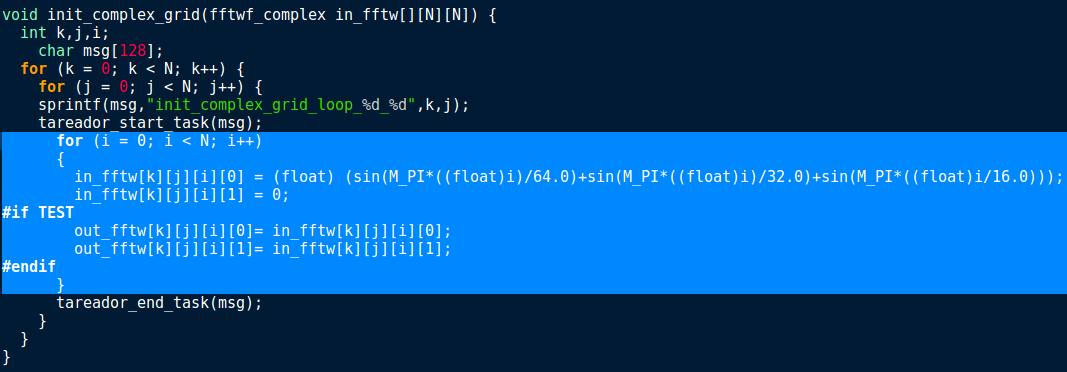 void init_complex_grid(fftwf_complex in_fftw[][N][N]) {
  int k,j,i;
    char msg[128];
  for (k = 0; k < N; k++) {
    for (j = 0; j < N; j++) {
    sprintf(msg,"init_complex_grid_loop_%d_%d",k,j);
    tareador_start_task(msg);
      for (i = 0; i < N; i++)
      {
        in_fftw[k][j][i][0] = (float) (sin(M_PI*((float)i)/64.0)+sin(M_PI*((float)i)/32.0)+sin(M_PI*((float)i/16.0)));
        in_fftw[k][j][i][1] = 0;
#if TEST
        out_fftw[k][j][i][0]= in_fftw[k][j][i][0];
        out_fftw[k][j][i][1]= in_fftw[k][j][i][1];
#endif
      }
      tareador_end_task(msg);
    }
  }
}